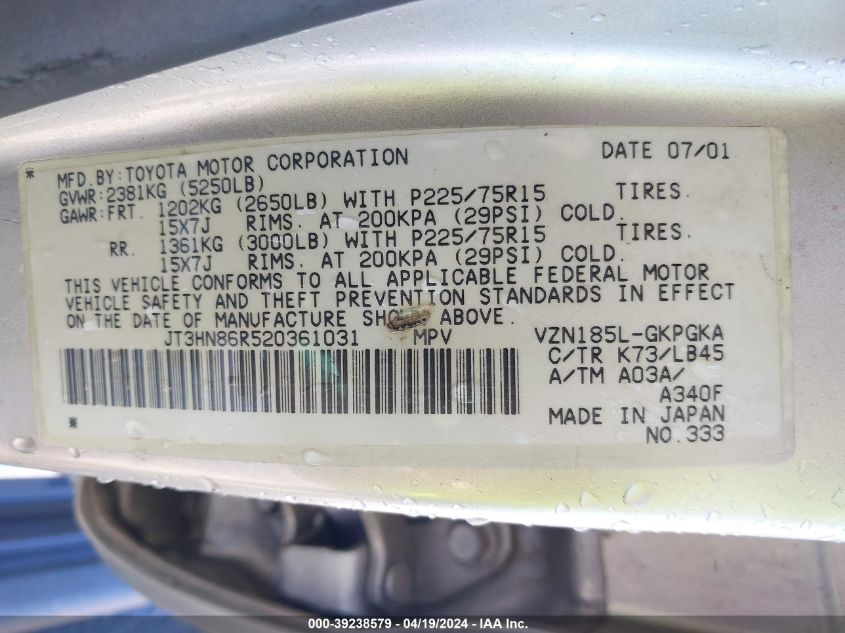 MFD.BY:TOYOTA MOTOR CORPORATION DATE 07/01
GVWR:2381KG (5250LB)
GAWR:FRT. 1202KG (2650LB) WITH P225/75R15 TIRES.
15X7J RIMS. AT 200KPA (29PSI) COLD.
RR. 1361KG (3000LB) WITH P225/75R15 TIRES.
15X7J RIMS. AT 200KPA (29PSI) COLD.
THIS VEHICLE CONFORMS TO ALL APPLICABLE FEDERAL MOTOR
VEHICLE SAFETY AND THEFT PREVENTION STANDARDS IN EFFECT
ON THE DATE OF MANUFACTURE ABOVE.
JT3HN86R520361031 MPV VZN185L-GKPGKA
C/TR K73/LB45
A/TM A03A/
A340F
MADE IN JAPAN
NO.333
000-39238579 / 04/19/2024 - IAA Inc.